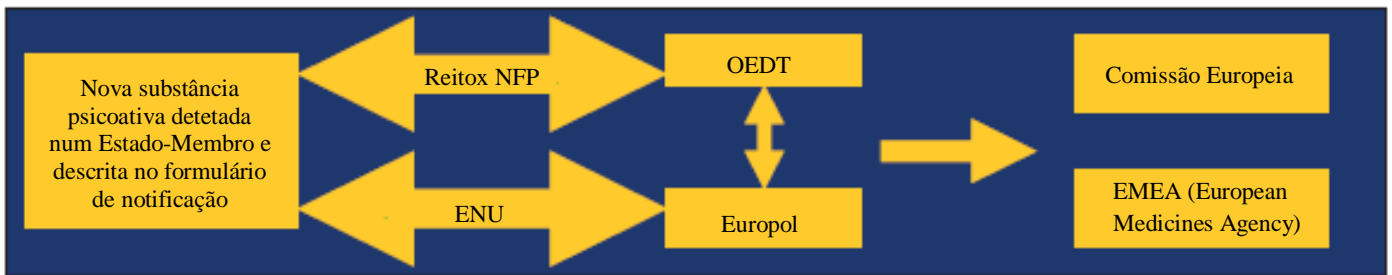 Nova substância
psicoativa detetada
num Estado-Membro e
descrita no formulário
de notificação
Reitox NFP
ENU
OEDT
Europol
Comissão Europeia
EMEA (European
Medicines Agency)